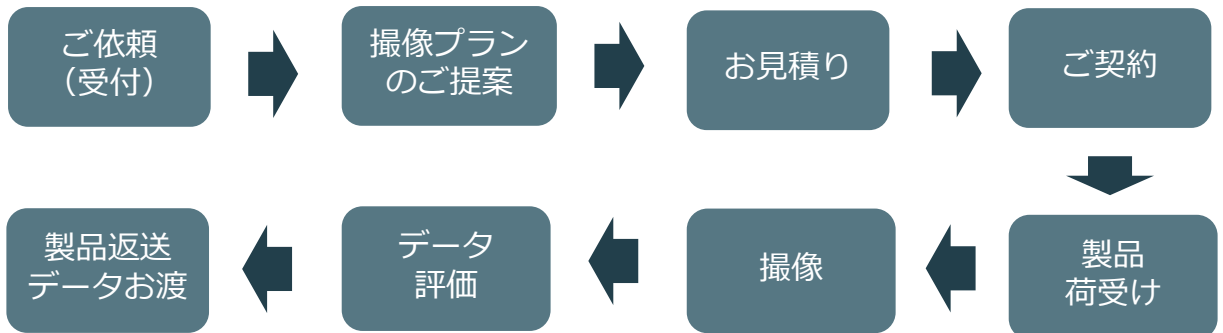 ご依頼
（受付）
撮像プラン
のご提案
お見積り
ご契約
製品
荷受け
撮像
データ
評価
製品返送
データお渡